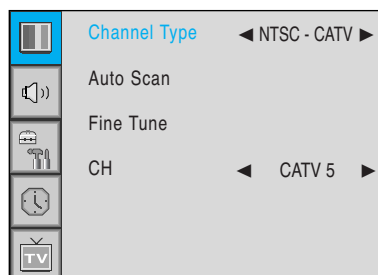 Channel Type ◀ NTSC - CATV ▶
Auto Scan
Fine Tune
CH ◀ CATV 5 ▶
TV